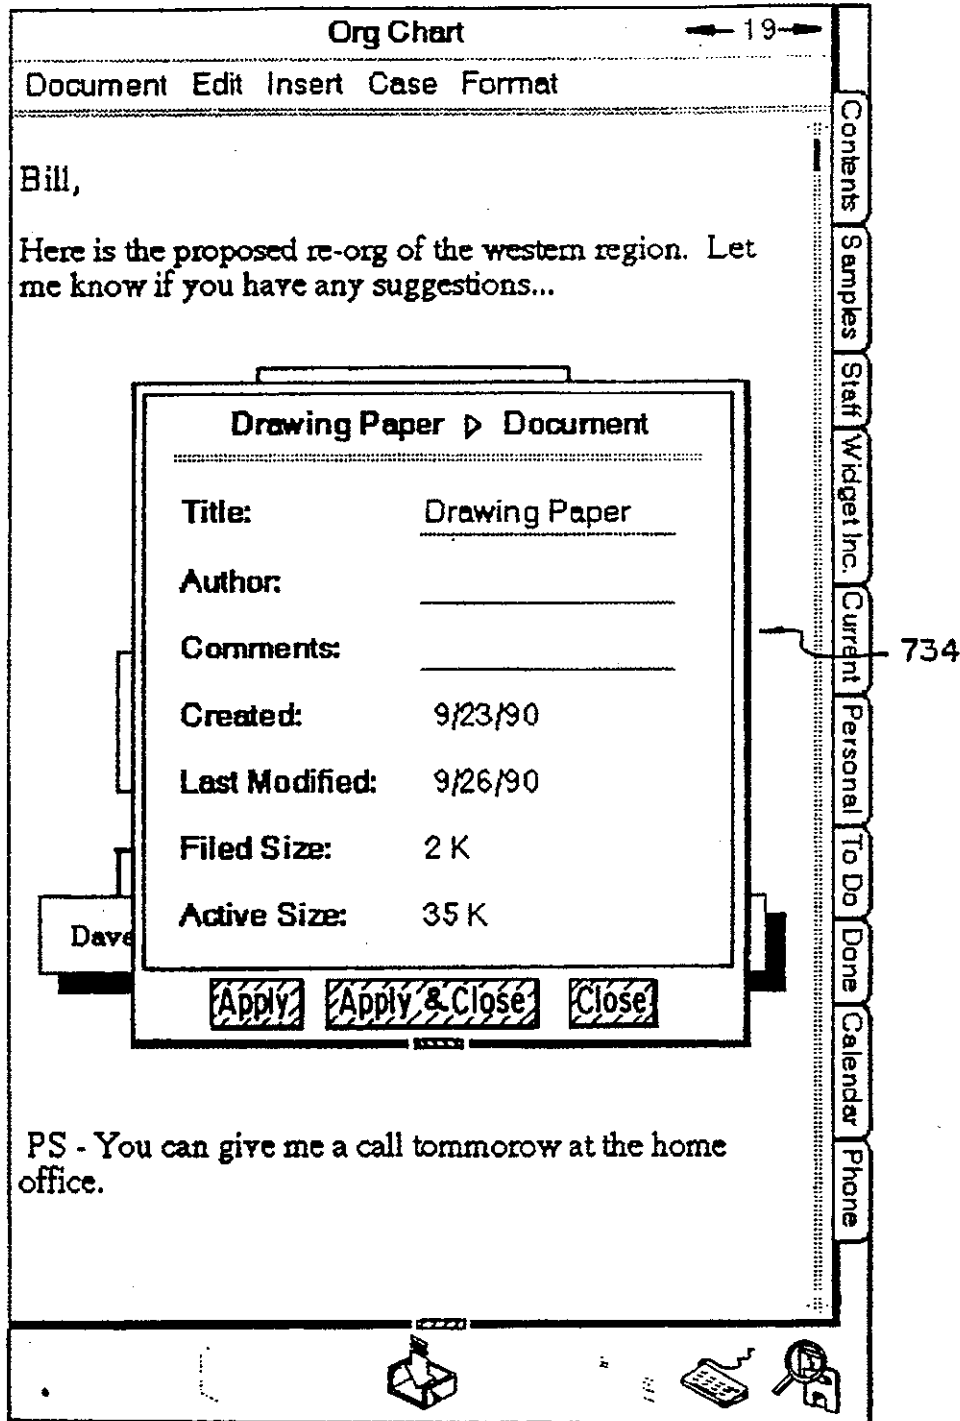 Org Chart 19
Document Edit Insert Case Format
Bill,
Here is the proposed re-org of the western region. Let
me know if you have any suggestions...
Drawing Paper ▷ Document
Title: Drawing Paper
Author:
Comments:
Created: 9/23/90
Last Modified: 9/26/90
Filed Size: 2 K
Active Size: 35 K
Dave
Apply Apply & Close Close
PS - You can give me a call tommorow at the home
office.
Contents
Samples
Staff
Widget Inc.
Current
Personal
To Do
Done
Calendar
Phone
734